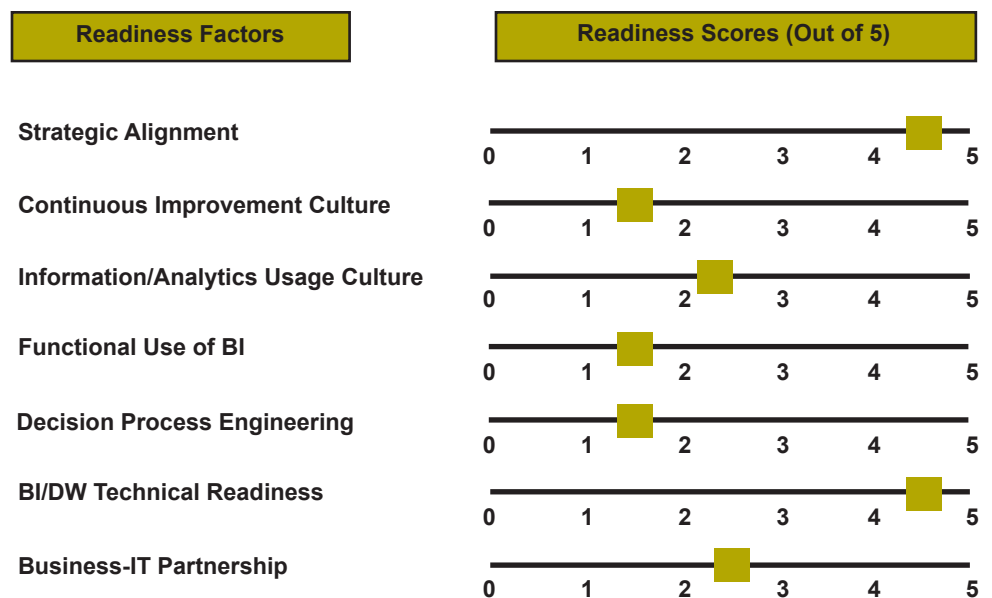 Readiness Factors
Readiness Scores (Out of 5)
Strategic Alignment
0 1 2 3 4 5
Continuous Improvement Culture
0 1 2 3 4 5
Information/Analytics Usage Culture
0 1 2 3 4 5
Functional Use of BI
0 1 2 3 4 5
Decision Process Engineering
0 1 2 3 4 5
BI/DW Technical Readiness
0 1 2 3 4 5
Business-IT Partnership
0 1 2 3 4 5